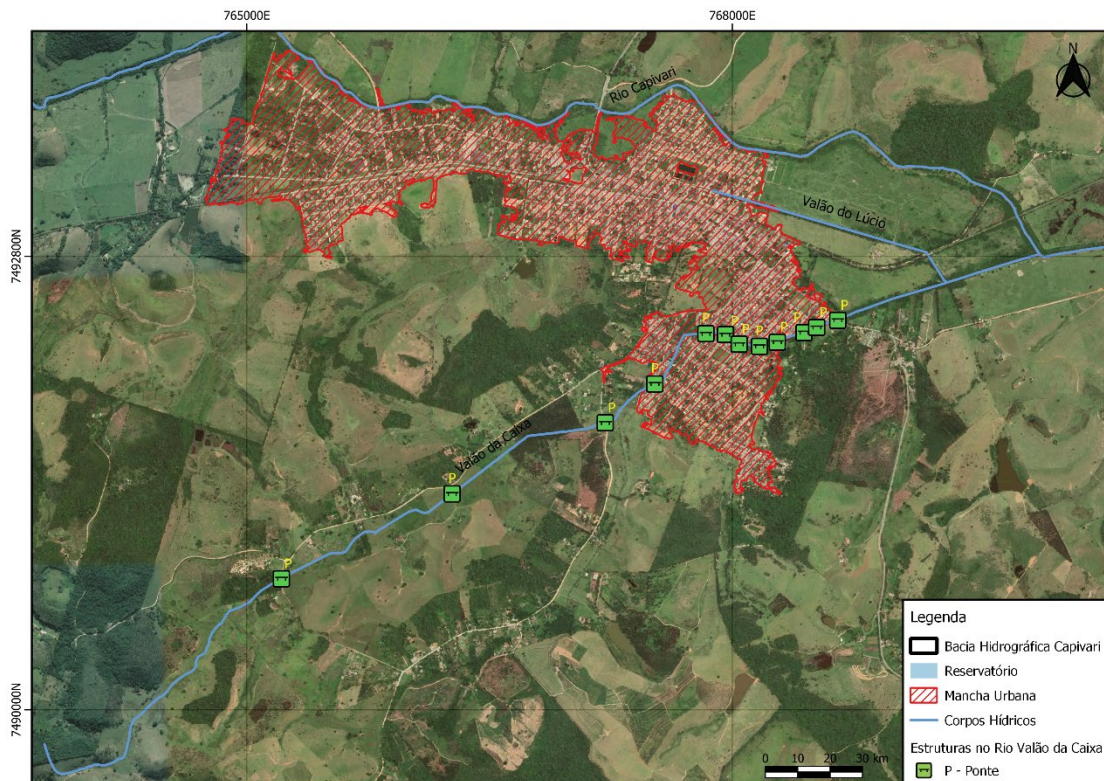 765000E
768000E
N
Rio Capivari
Valão do Lúcio
7492800N
P
P
P
P
P
P
P
P
P
P
Valão da Caixa
P
P
7490000N
Legenda
Bacia Hidrográfica Capivari
Reservatório
Mancha Urbana
Corpos Hídricos
Estruturas no Rio Valão da Caixa
P - Ponte
0 10 20 30 km